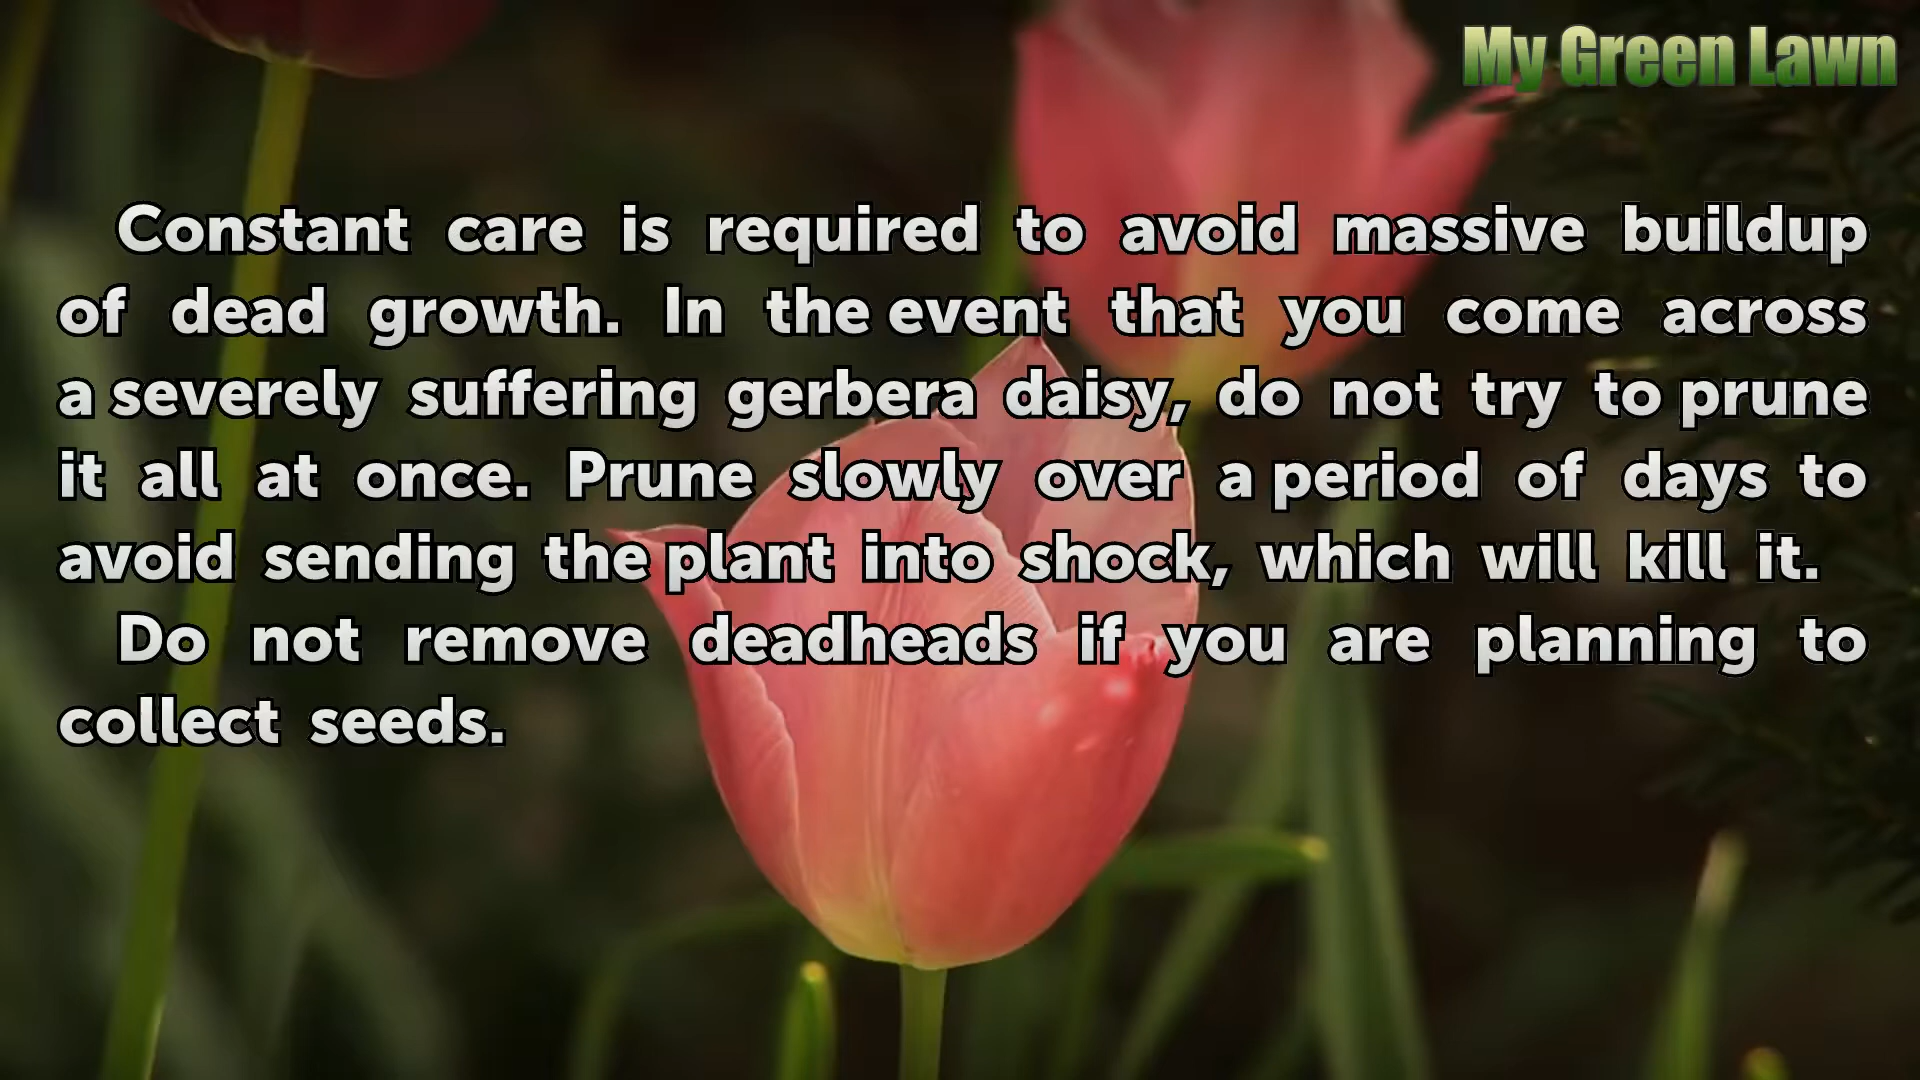 My Green Lawn
Constant care is required to avoid massive buildup
of dead growth. In the event that you come across
a severely suffering gerbera daisy, do not try to prune
it all at once. Prune slowly over a period of days to
avoid sending the plant into shock, which will kill it.
Do not remove deadheads if you are planning to
collect seeds.